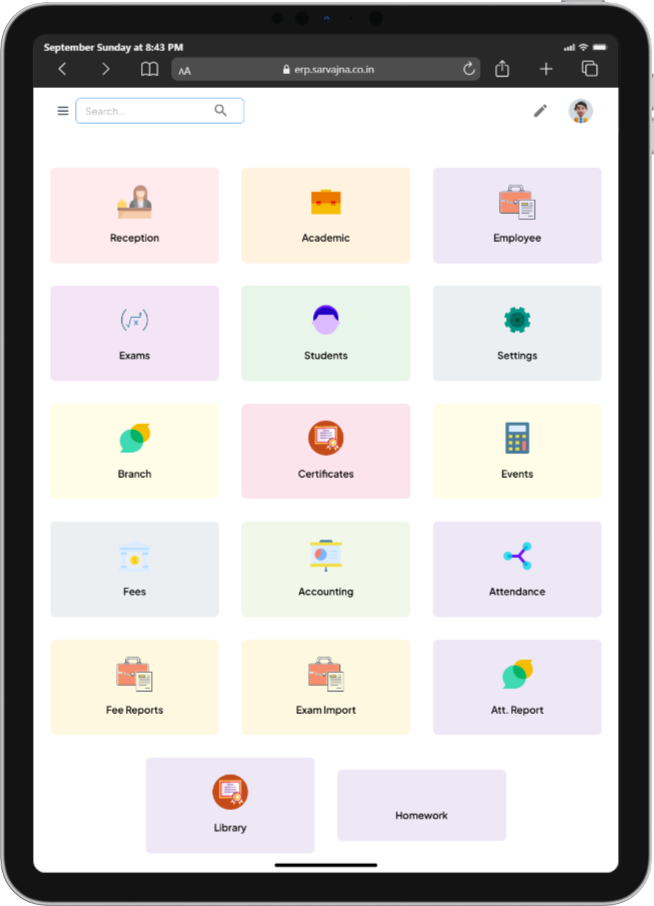 September Sunday at 8:43 PM
AA
erp.sarvajna.co.in
Search...
Reception
Academic
Employee
Exams
Students
Settings
Branch
Certificates
Events
Fees
Accounting
Attendance
Fee Reports
Exam Import
Att. Report
Library
Homework